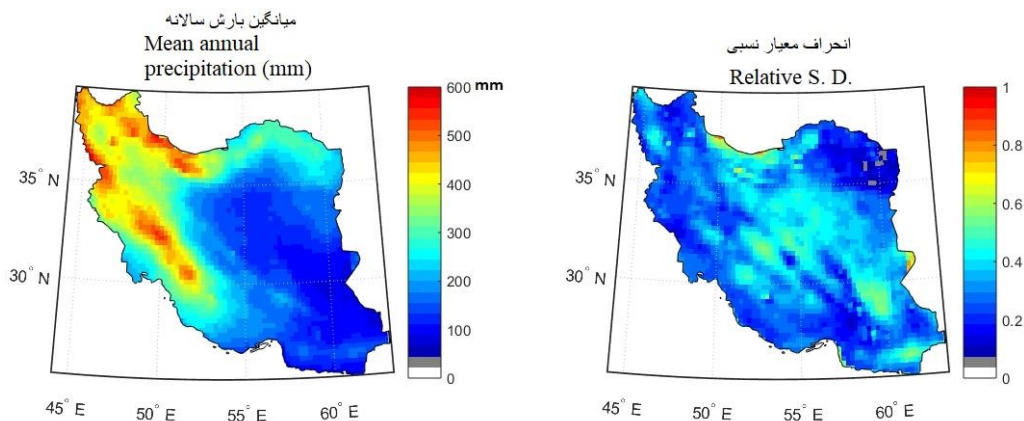 میانگین بارش سالانه
Mean annual
precipitation (mm)
600 mm
500
400
300
200
100
0
35° N
30° N
45° E
50° E
55° E
60° E
انحراف معیار نسبی
Relative S. D.
1
0.8
0.6
0.4
0.2
0
35° N
30° N
45° E
50° E
55° E
60° E